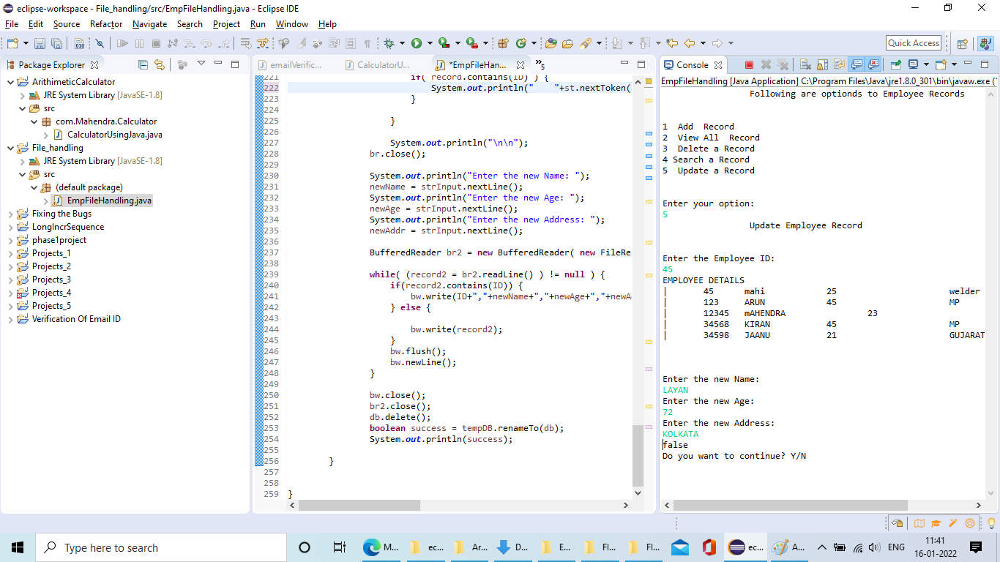 eclipse-workspace - File_handling/src/EmpFileHandling.java - Eclipse IDE
File Edit Source Refactor Navigate Search Project Run Window Help
Quick Access
Package Explorer
ArithimeticCalculator
JRE System Library [JavaSE-1.8]
src
com.Mahendra.Calculator
CalculatorUsingJava.java
File_handling
JRE System Library [JavaSE-1.8]
src
(default package)
EmpFileHandling.java
Fixing the Bugs
LongIncrSequence
phase1project
Projects_1
Projects_2
Projects_3
Projects_4
Projects_5
Verification Of Email ID
emailVerific... CalculatorU... *EmpFileHan... »5
221 if( record.contains(ID) ) {
222 System.out.println("    "+st.nextToken(
223 }
224
225 }
226
227 System.out.println("\n\n");
228 br.close();
229
230 System.out.println("Enter the new Name: ");
231 newName = strInput.nextLine();
232 System.out.println("Enter the new Age: ");
233 newAge = strInput.nextLine();
234 System.out.println("Enter the new Address: ");
235 newAddr = strInput.nextLine();
236
237 BufferedReader br2 = new BufferedReader( new FileRe
238
239 while( (record2 = br2.readLine() ) != null ) {
240 if(record2.contains(ID)) {
241 bw.write(ID+","+newName+","+newAge+","+newA
242 } else {
243
244 bw.write(record2);
245 }
246 bw.flush();
247 bw.newLine();
248 }
249
250 bw.close();
251 br2.close();
252 db.delete();
253 boolean success = tempDB.renameTo(db);
254 System.out.println(success);
255
256 }
257
258
259 }
Console
EmpFileHandling [Java Application] C:\Program Files\Java\jre1.8.0_301\bin\javaw.exe (
Following are optionds to Employee Records
1 Add Record
2 View All Record
3 Delete a Record
4 Search a Record
5 Update a Record
Enter your option:
5
Update Employee Record
Enter the Employee ID:
45
EMPLOYEE DETAILS
| 45 mahi 25 welder
| 123 ARUN 45 MP
| 12345 mAHENDRA 23
| 34568 KIRAN 45 MP
| 34598 JAANU 21 GUJARAT
Enter the new Name:
LAYAN
Enter the new Age:
72
Enter the new Address:
KOLKATA
false
Do you want to continue? Y/N
Type here to search
M... ec... Ar... D... E... Fl... Fl... ec... A...
ENG
11:41
16-01-2022